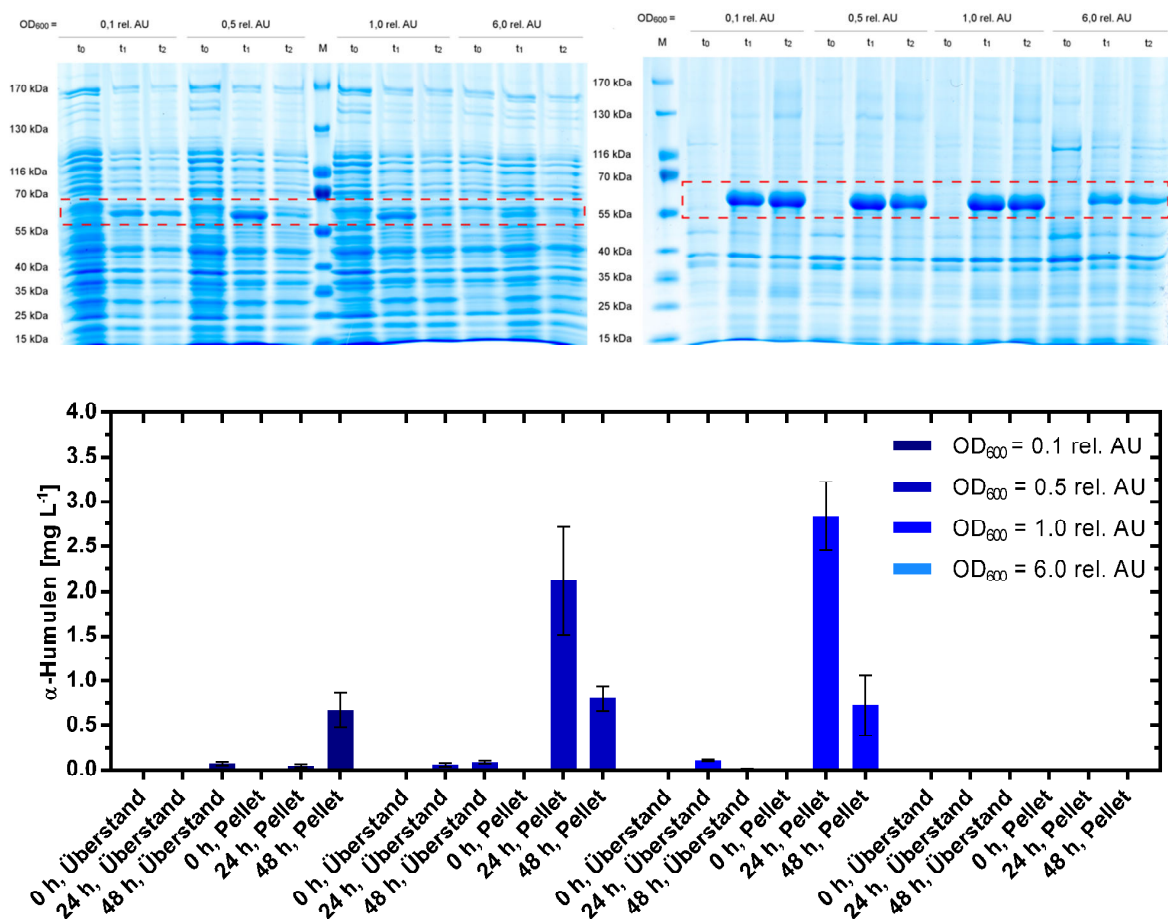 OD₆₀₀ = 0,1 rel. AU 0,5 rel. AU 1,0 rel. AU 6,0 rel. AU
t₀ t₁ t₂ t₀ t₁ t₂ M t₀ t₁ t₂ t₀ t₁ t₂
170 kDa
130 kDa
116 kDa
70 kDa
55 kDa
40 kDa
35 kDa
25 kDa
15 kDa
OD₆₀₀ = 0,1 rel. AU 0,5 rel. AU 1,0 rel. AU 6,0 rel. AU
M t₀ t₁ t₂ t₀ t₁ t₂ t₀ t₁ t₂ t₀ t₁ t₂
170 kDa
130 kDa
116 kDa
70 kDa
55 kDa
40 kDa
35 kDa
25 kDa
15 kDa
α-Humulen [mg L⁻¹]
4.0
3.5
3.0
2.5
2.0
1.5
1.0
0.5
0.0
OD₆₀₀ = 0.1 rel. AU
OD₆₀₀ = 0.5 rel. AU
OD₆₀₀ = 1.0 rel. AU
OD₆₀₀ = 6.0 rel. AU
0 h, Überstand
24 h, Überstand
48 h, Überstand
0 h, Pellet
24 h, Pellet
48 h, Pellet
0 h, Überstand
24 h, Überstand
48 h, Überstand
0 h, Pellet
24 h, Pellet
48 h, Pellet
0 h, Überstand
24 h, Überstand
48 h, Überstand
0 h, Pellet
24 h, Pellet
48 h, Pellet
0 h, Überstand
24 h, Überstand
48 h, Überstand
0 h, Pellet
24 h, Pellet
48 h, Pellet